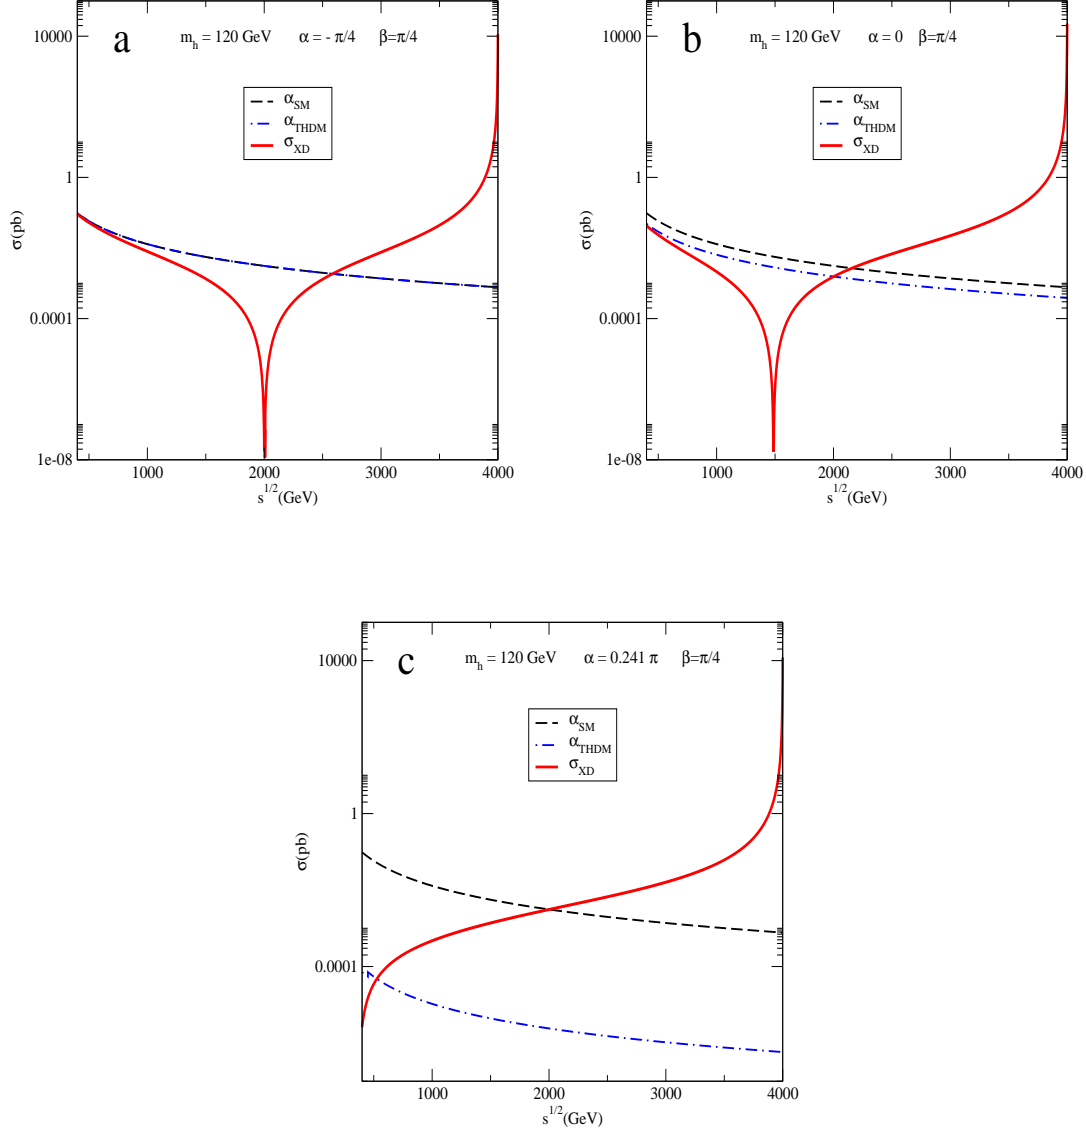 a
m_h = 120 GeV α = - π/4 β=π/4
α_SM
α_THDM
σ_XD
10000
1
0.0001
1e-08
σ(pb)
1000 2000 3000 4000
s^{1/2}(GeV)
b
m_h = 120 GeV α = 0 β=π/4
α_SM
α_THDM
σ_XD
10000
1
0.0001
1e-08
σ(pb)
1000 2000 3000 4000
s^{1/2}(GeV)
c
m_h = 120 GeV α = 0.241 π β=π/4
α_SM
α_THDM
σ_XD
10000
1
0.0001
σ(pb)
1000 2000 3000 4000
s^{1/2}(GeV)